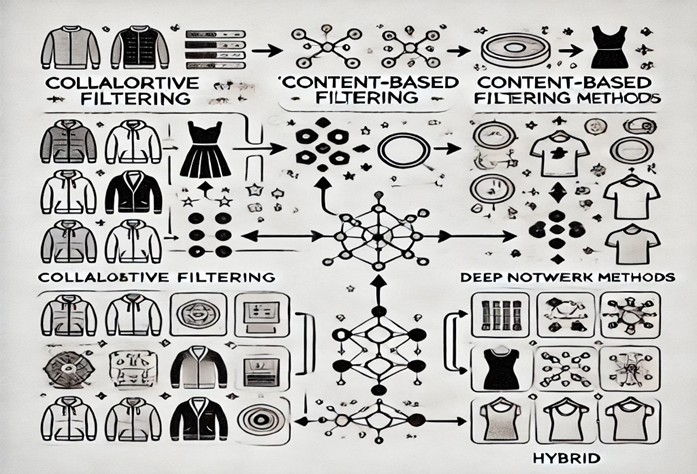 COLLALORTIVE
FILTERING
CONTENT-BASED
FILTERING
CONTENT-BASED
FILTERING METHODS
COLLALOBTIVE FILTERING
DEEP NOTWERK METHODS
HYBRID